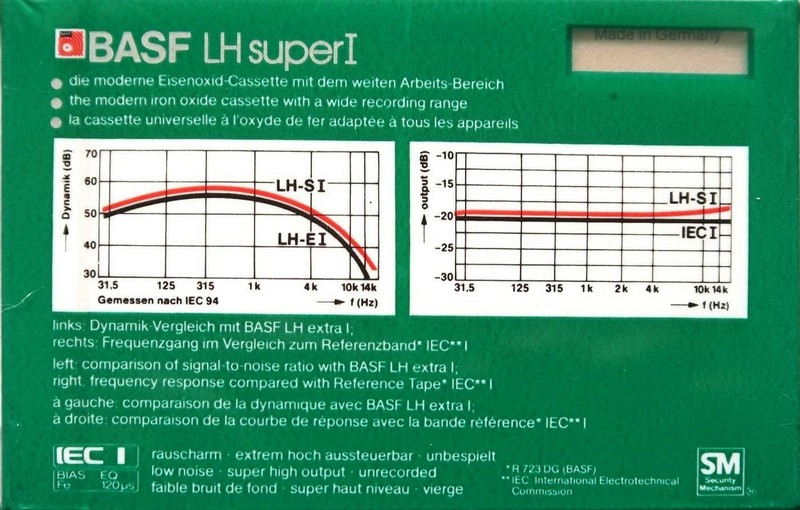 BASF LH superI
Made in Germany
die moderne Eisenoxid-Cassette mit dem weiten Arbeits-Bereich
the modern iron oxide cassette with a wide recording range
la cassette universelle à l'oxyde de fer adaptée à tous les appareils
Dynamik (dB)
70
60
50
40
30
LH-SI
LH-EI
31,5 125 315 1k 4k 10k 14k
Gemessen nach IEC 94
f (Hz)
output (dB)
-10
-15
-20
-25
-30
LH-SI
IECI
31,5 125 315 1k 2k 4k 10k 14k
f (Hz)
links: Dynamik-Vergleich mit BASF LH extra I;
rechts: Frequenzgang im Vergleich zum Referenzband* IEC** I
left: comparison of signal-to-noise ratio with BASF LH extra I;
right: frequency response compared with Reference Tape* IEC** I
à gauche: comparaison de la dynamique avec BASF LH extra I;
à droite: comparaison de la courbe de réponse avec la bande référence* IEC** I
IEC I
BIAS EQ
Fe 120µs
rauscharm · extrem hoch aussteuerbar · unbespielt
low noise · super high output · unrecorded
faible bruit de fond · super haut niveau · vierge
* R 723 DG (BASF)
** IEC International Electrotechnical
Commission
SM
Security
Mechanism